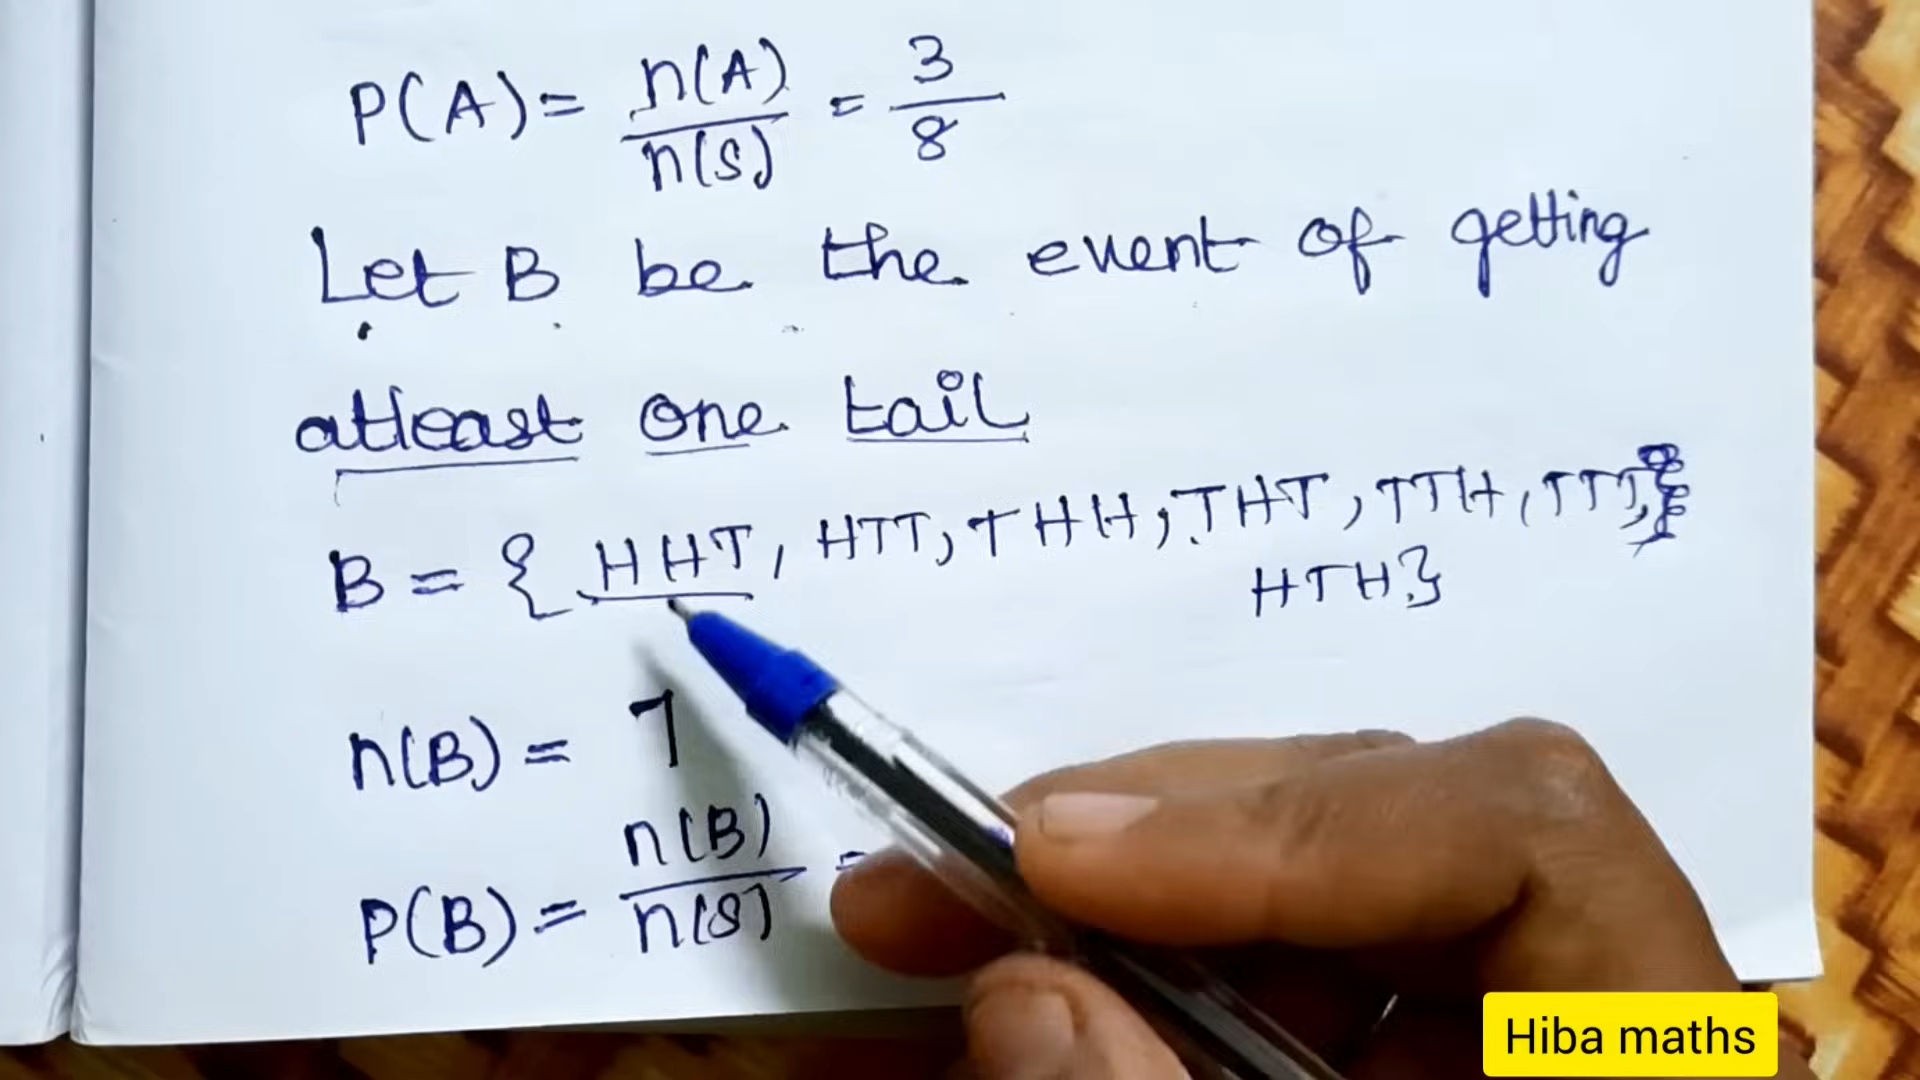 P(A) = n(A)/n(S) = 3/8
Let B be the event of getting
atleast one tail
B = { HHT, HTT, THH, THT, TTH, TTT,
HTH }
n(B) = 7
P(B) = n(B)/n(S) =
Hiba maths